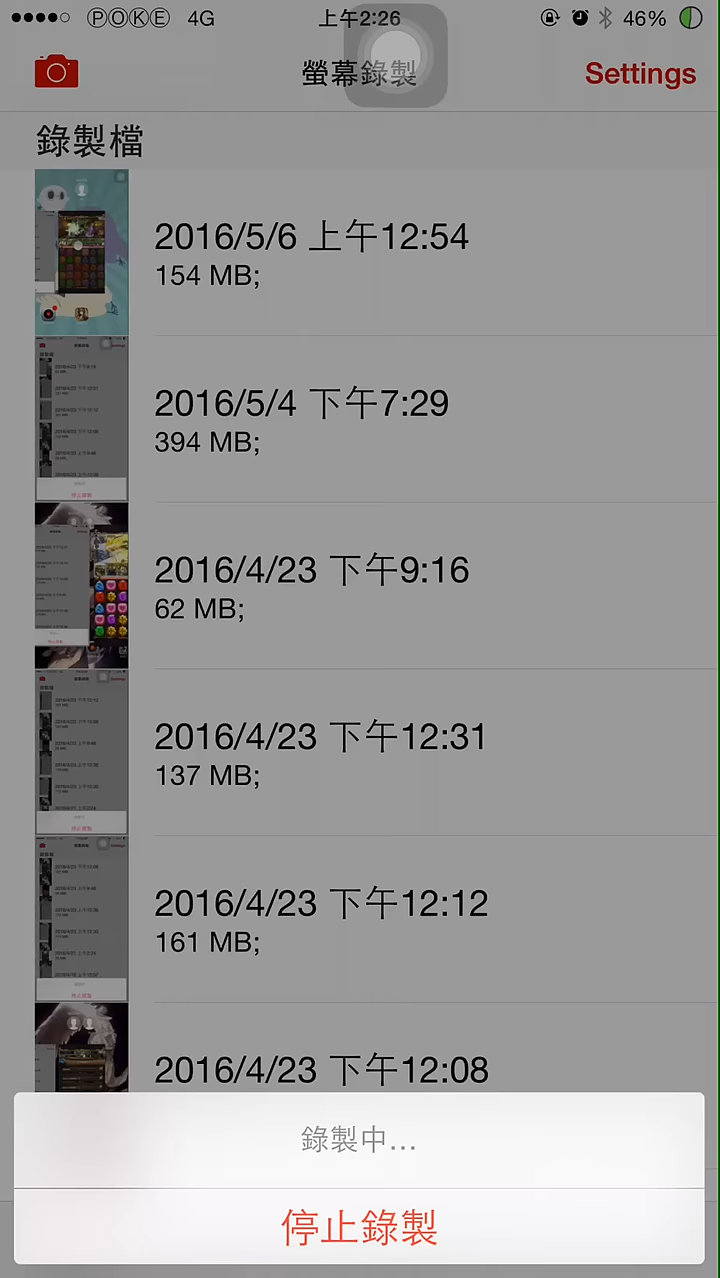 ⓅⓄⓀⒺ 4G 上午2:26 46%
螢幕錄製 Settings
錄製檔
2016/5/6 上午12:54
154 MB;
2016/5/4 下午7:29
394 MB;
2016/4/23 下午9:16
62 MB;
2016/4/23 下午12:31
137 MB;
2016/4/23 下午12:12
161 MB;
2016/4/23 下午12:08
錄製中...
停止錄製